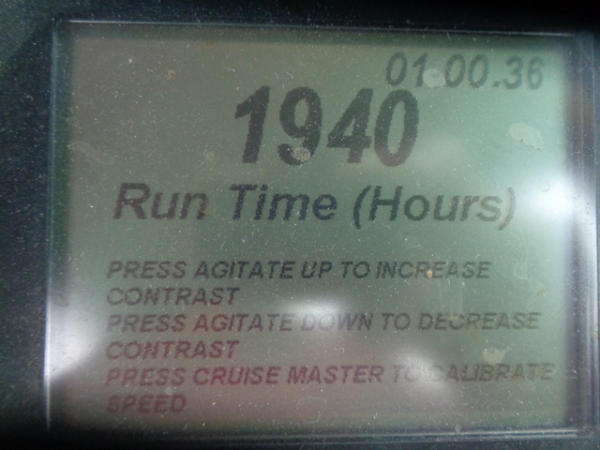 01.00.36
1940
Run Time (Hours)
PRESS AGITATE UP TO INCREASE
CONTRAST
PRESS AGITATE DOWN TO DECREASE
CONTRAST
PRESS CRUISE MASTER TO CALIBRATE
SPEED